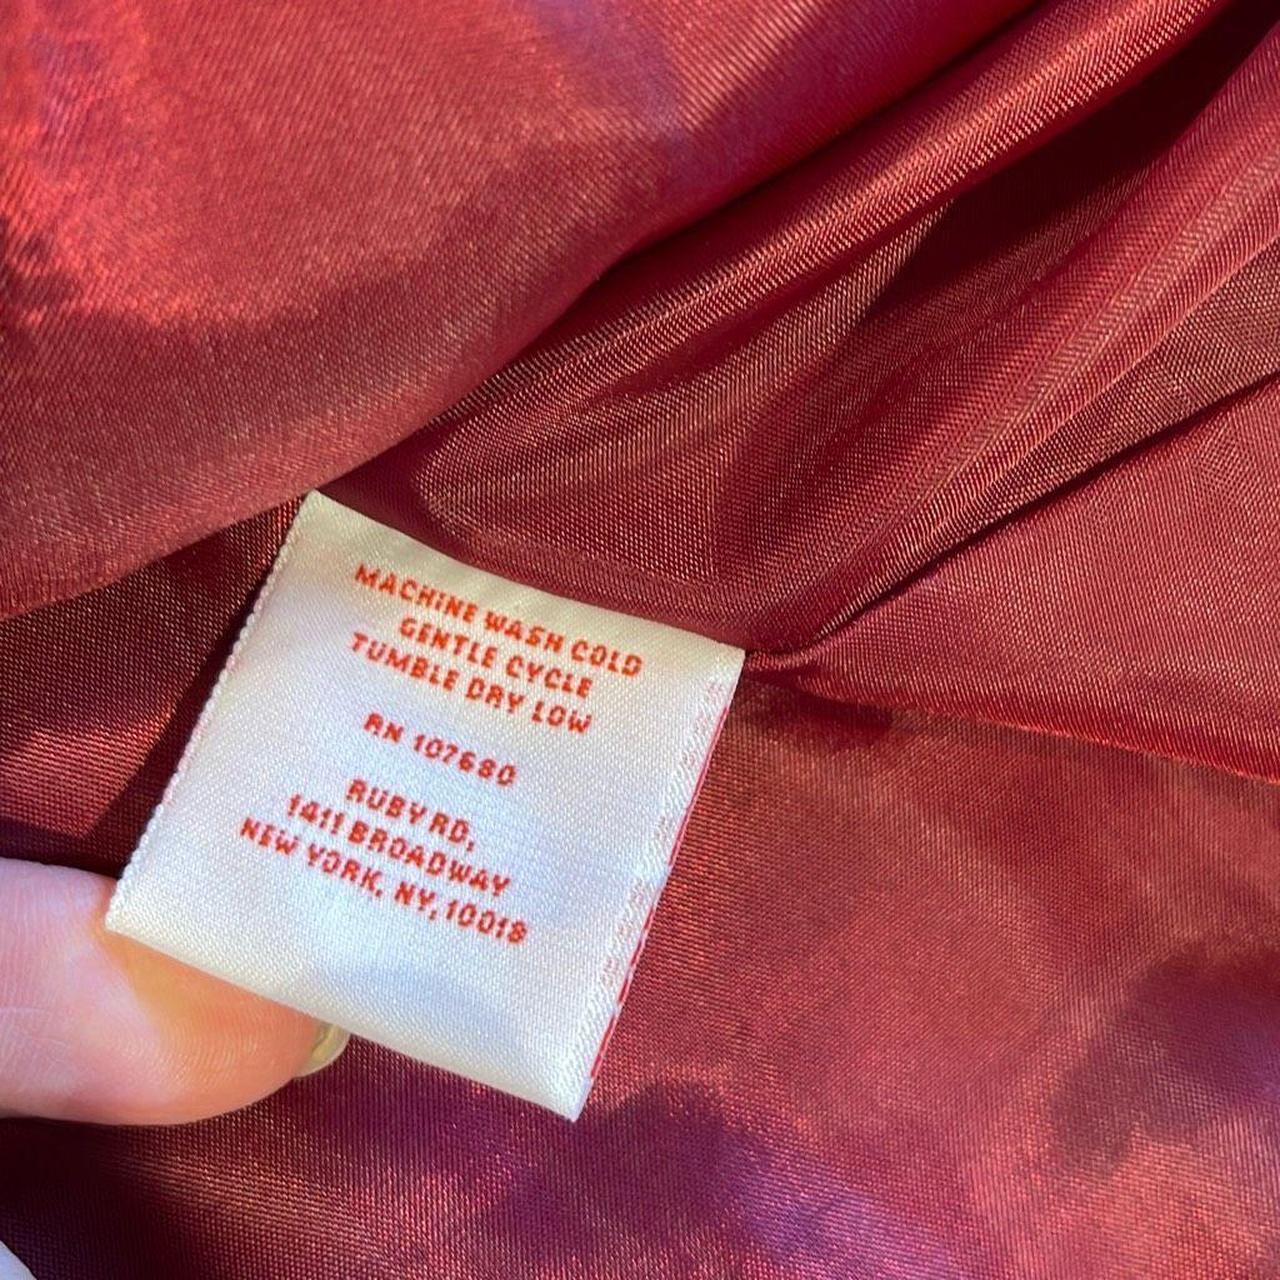 MACHINE WASH COLD
GENTLE CYCLE
TUMBLE DRY LOW
RN 107680
RUBY RD,
1411 BROADWAY
NEW YORK, NY, 10018